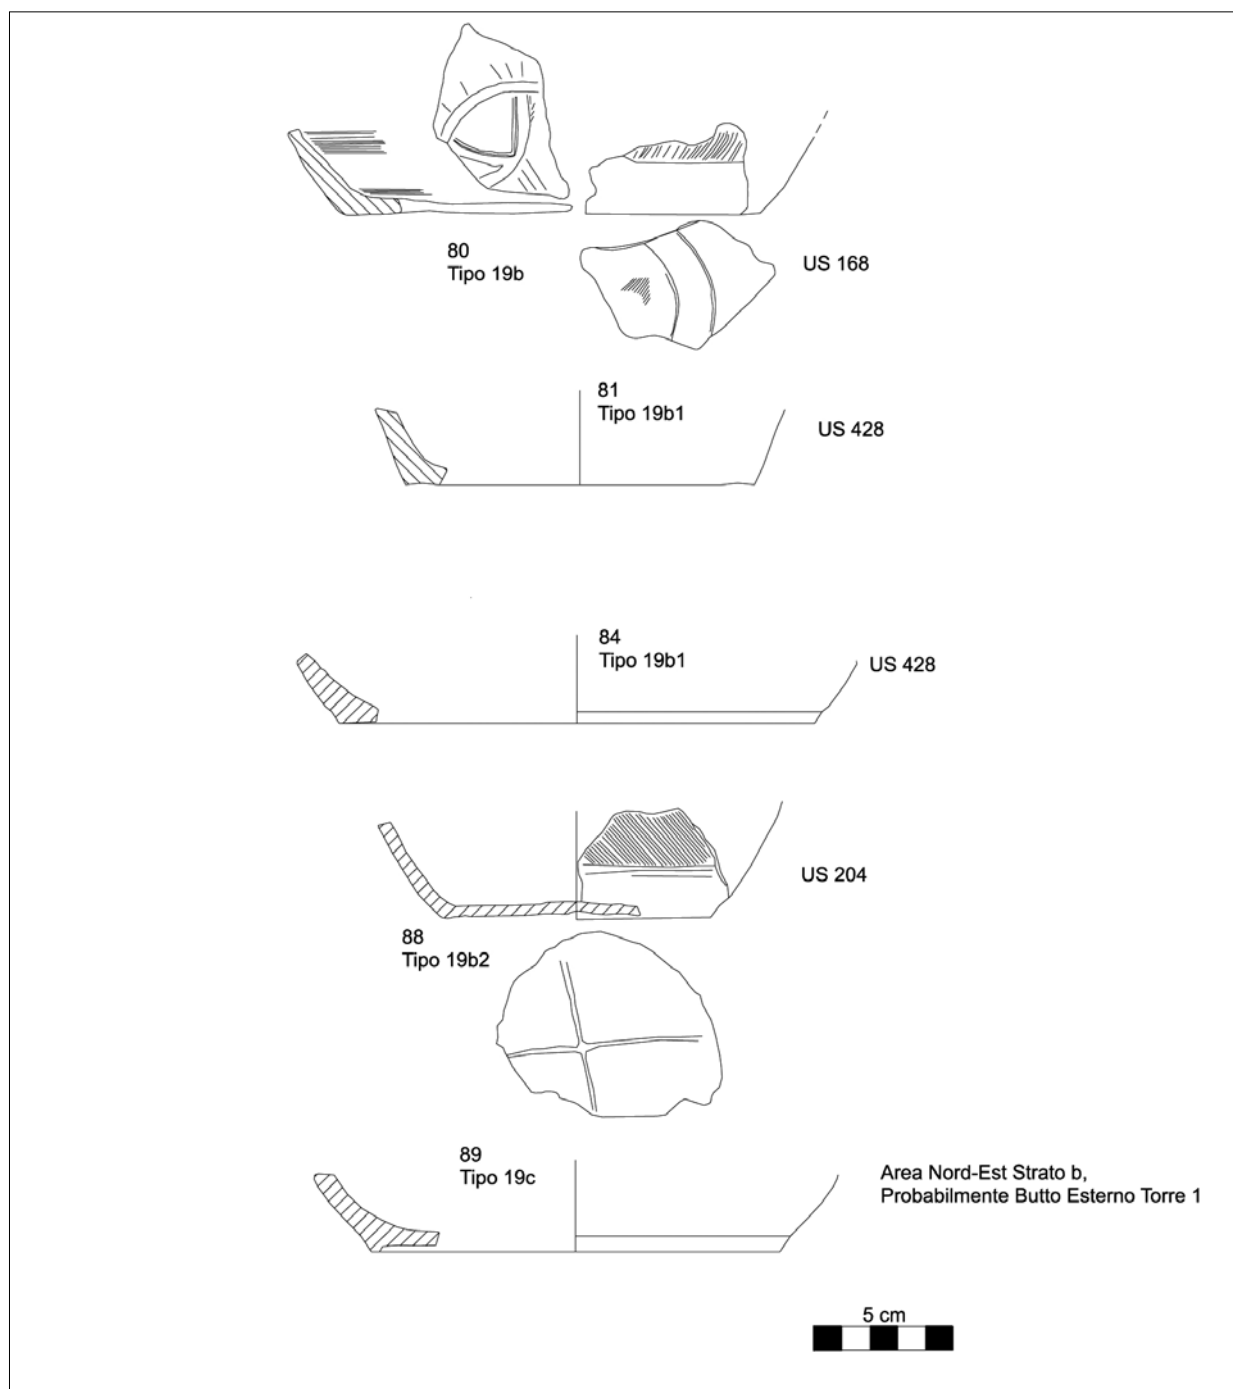 80
Tipo 19b
US 168
81
Tipo 19b1
US 428
84
Tipo 19b1
US 428
US 204
88
Tipo 19b2
89
Tipo 19c
Area Nord-Est Strato b,
Probabilmente Butto Esterno Torre 1
5 cm